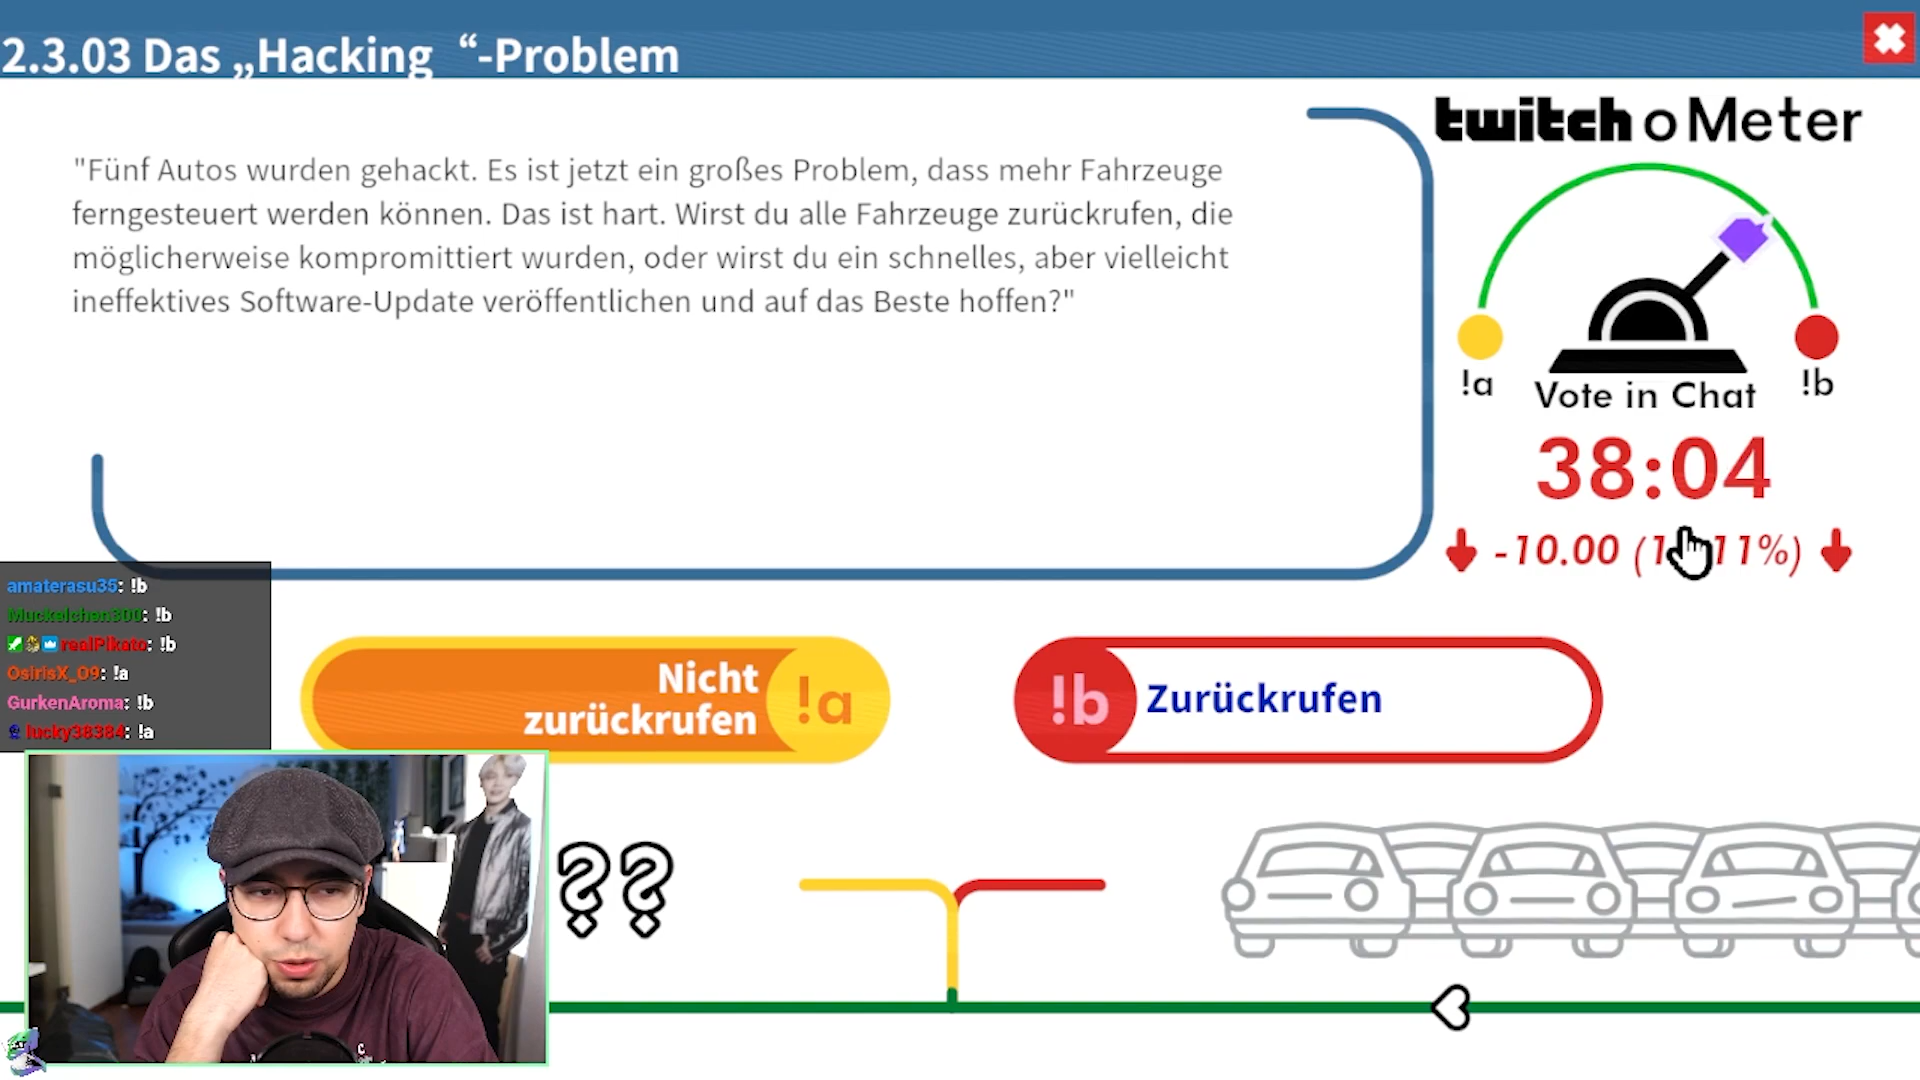 2.3.03 Das „Hacking “-Problem
"Fünf Autos wurden gehackt. Es ist jetzt ein großes Problem, dass mehr Fahrzeuge
ferngesteuert werden können. Das ist hart. Wirst du alle Fahrzeuge zurückrufen, die
möglicherweise kompromittiert wurden, oder wirst du ein schnelles, aber vielleicht
ineffektives Software-Update veröffentlichen und auf das Beste hoffen?"
twitch o Meter
!a
!b
Vote in Chat
38:04
-10.00
amaterasu35: !b
Muckelchen300: !b
realPikato: !b
OsirisX_09: !a
GurkenAroma: !b
lucky38384: !a
Nicht
zurückrufen
!a
!b
Zurückrufen
??